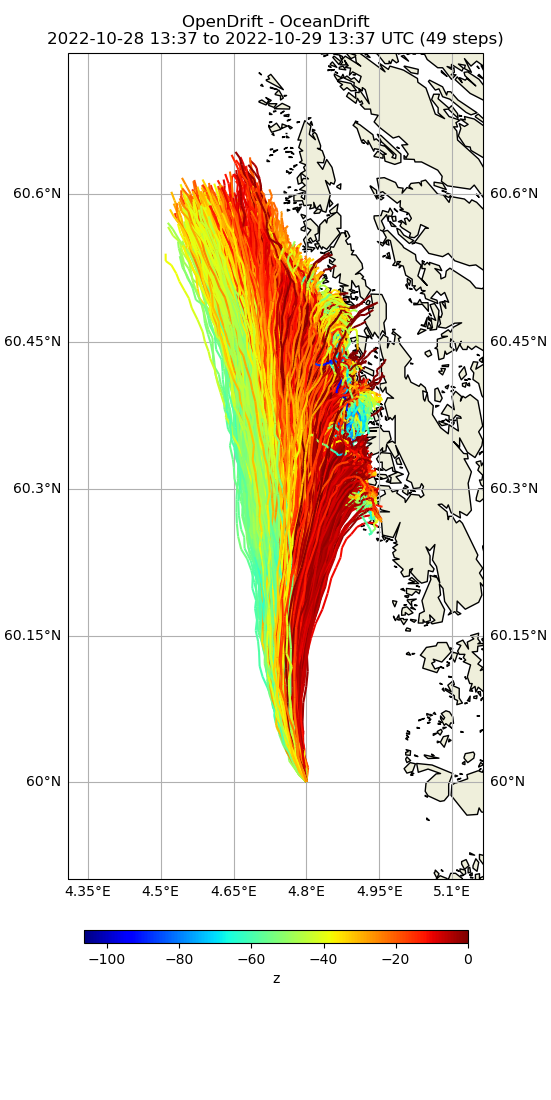 OpenDrift - OceanDrift
2022-10-28 13:37 to 2022-10-29 13:37 UTC (49 steps)
60.6°N 60.6°N
60.45°N 60.45°N
60.3°N 60.3°N
60.15°N 60.15°N
60°N 60°N
4.35°E 4.5°E 4.65°E 4.8°E 4.95°E 5.1°E
−100 −80 −60 −40 −20 0
z